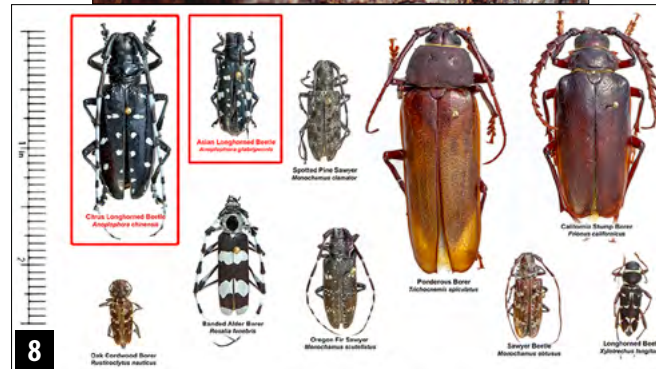 1 in
2
Citrus Longhorned Beetle
Anoplophora chinensis
Asian Longhorned Beetle
Anoplophora glabripennis
Spotted Pine Sawyer
Monochamus clamator
Ponderous Borer
Trichocnemis spiculatus
California Stump Borer
Prionus californicus
Oak Cordwood Borer
Rusticoclytus nauticus
Banded Alder Borer
Rosalia funebris
Oregon Fir Sawyer
Monochamus scutellatus
Sawyer Beetle
Monochamus obtusus
Longhorned Beetle
8